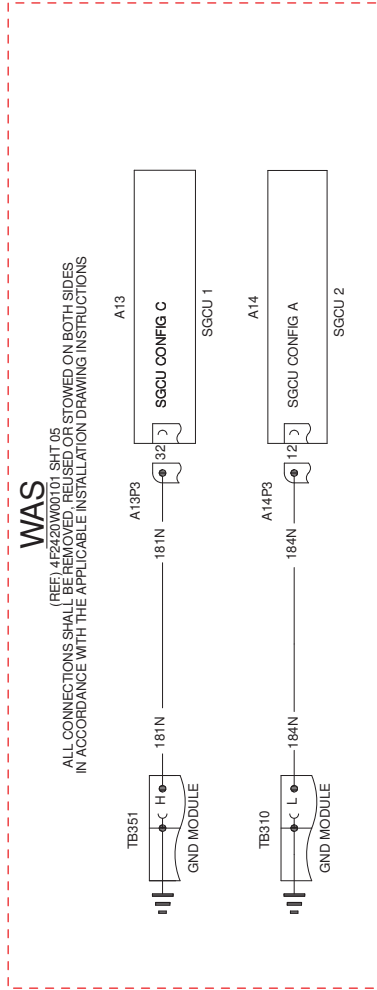 WAS
(REF.) 4F2420W00101 SHT 05
ALL CONNECTIONS SHALL BE REMOVED, REUSED OR STOWED ON BOTH SIDES
IN ACCORDANCE WITH THE APPLICABLE INSTALLATION DRAWING INSTRUCTIONS
TB351
H
GND MODULE
181N
181N
A13P3
32
A13
SGCU CONFIG C
SGCU 1
TB310
L
GND MODULE
184N
184N
A14P3
12
A14
SGCU CONFIG A
SGCU 2